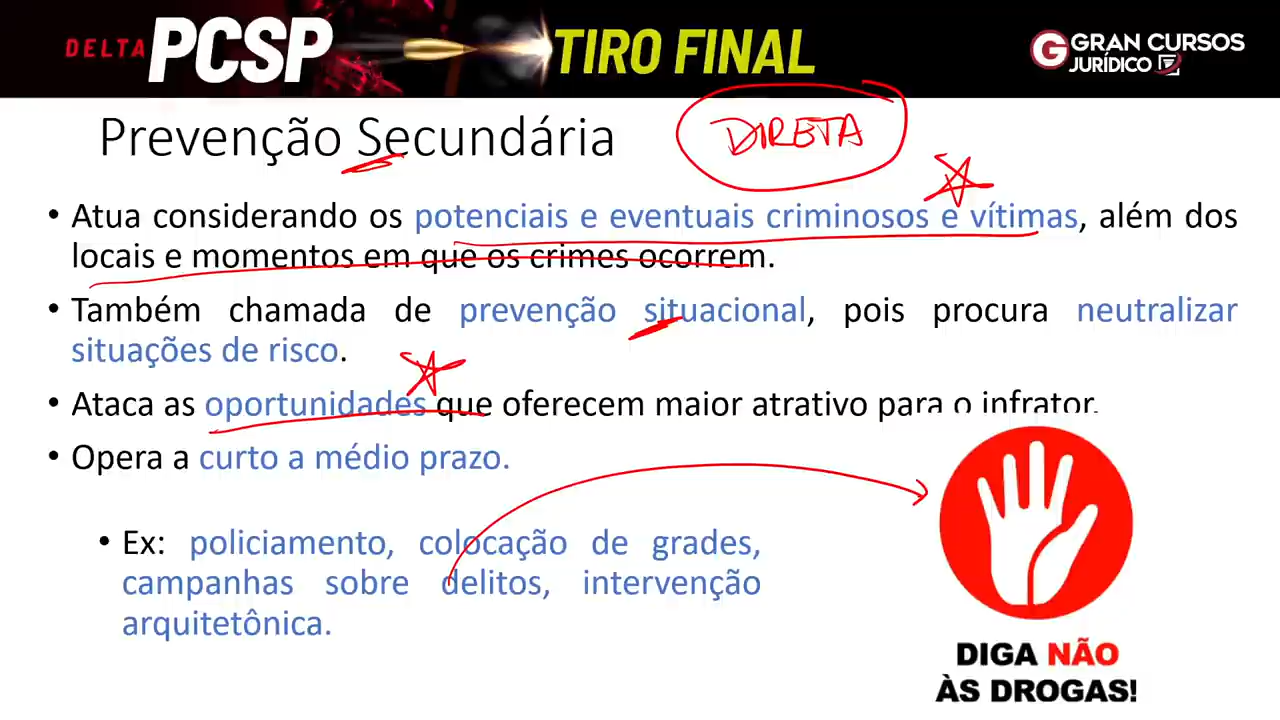 DELTA PCSP TIRO FINAL GRAN CURSOS
JURÍDICO
Prevenção Secundária DIRETA
• Atua considerando os potenciais e eventuais criminosos e vítimas, além dos
locais e momentos em que os crimes ocorrem.
• Também chamada de prevenção situacional, pois procura neutralizar
situações de risco.
• Ataca as oportunidades que oferecem maior atrativo para o infrator.
• Opera a curto a médio prazo.
• Ex: policiamento, colocação de grades,
campanhas sobre delitos, intervenção
arquitetônica.
DIGA NÃO
ÀS DROGAS!